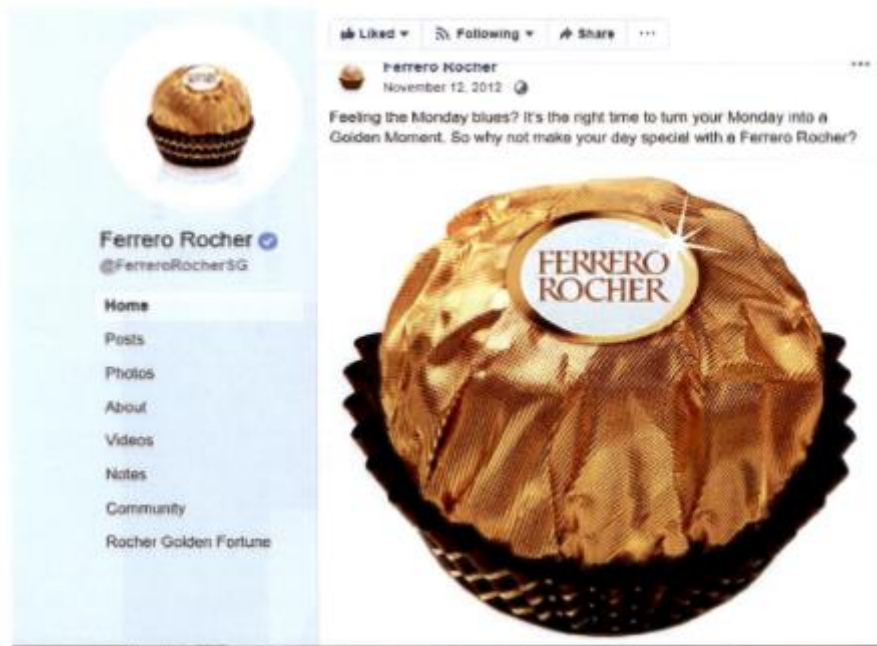 Liked
Following
Share
Ferrero Rocher
November 12, 2012
Feeling the Monday blues? It's the right time to turn your Monday into a
Golden Moment. So why not make your day special with a Ferrero Rocher?
FERRERO
ROCHER
Ferrero Rocher
@FerreroRocherSG
Home
Posts
Photos
About
Videos
Notes
Community
Rocher Golden Fortune